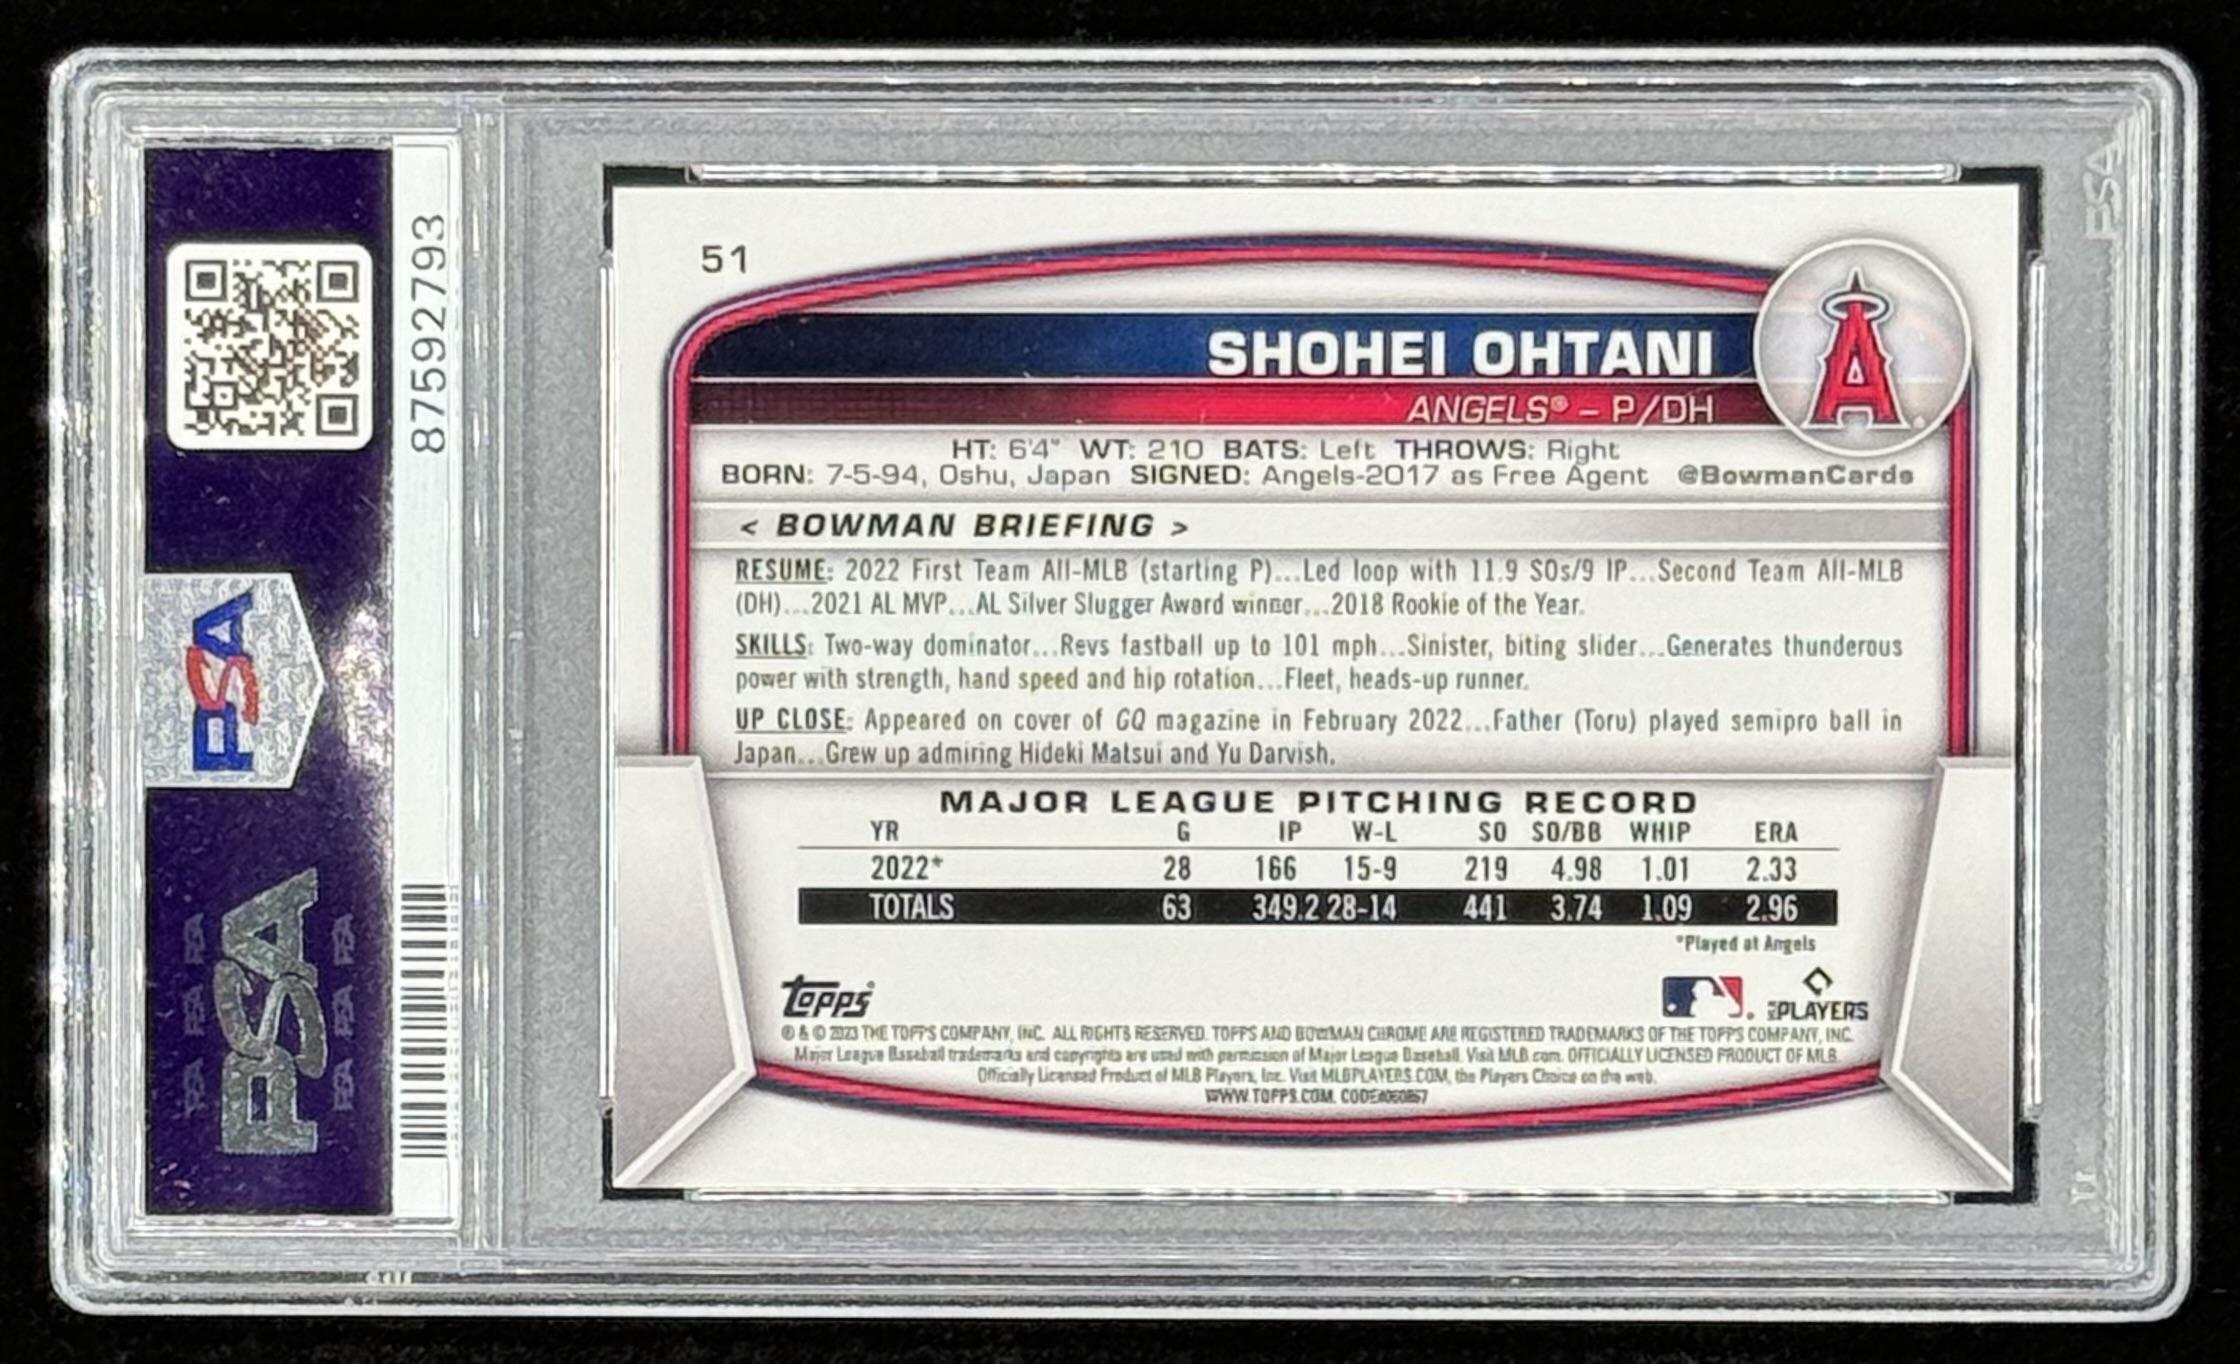 87592793
PSA
PSA
PSA PSA PSA
PSA PSA PSA
PSA
51
SHOHEI OHTANI
ANGELS® – P/DH
A
HT: 6'4" WT: 210 BATS: Left THROWS: Right
BORN: 7-5-94, Oshu, Japan SIGNED: Angels-2017 as Free Agent @BowmanCards
< BOWMAN BRIEFING >
RESUME: 2022 First Team All-MLB (starting P)...Led loop with 11.9 SOs/9 IP...Second Team All-MLB
(DH)...2021 AL MVP...AL Silver Slugger Award winner...2018 Rookie of the Year.
SKILLS: Two-way dominator...Revs fastball up to 101 mph...Sinister, biting slider...Generates thunderous
power with strength, hand speed and hip rotation...Fleet, heads-up runner.
UP CLOSE: Appeared on cover of GQ magazine in February 2022...Father (Toru) played semipro ball in
Japan...Grew up admiring Hideki Matsui and Yu Darvish.
MAJOR LEAGUE PITCHING RECORD
YR G IP W-L SO SO/BB WHIP ERA
2022* 28 166 15-9 219 4.98 1.01 2.33
TOTALS 63 349.2 28-14 441 3.74 1.09 2.96
*Played at Angels
Topps
PLAYERS
® & © 2023 THE TOPPS COMPANY, INC. ALL RIGHTS RESERVED. TOPPS AND BOWMAN CHROME ARE REGISTERED TRADEMARKS OF THE TOPPS COMPANY, INC.
Major League Baseball trademarks and copyrights are used with permission of Major League Baseball. Visit MLB.com. OFFICIALLY LICENSED PRODUCT OF MLB
Officially Licensed Product of MLB Players, Inc. Visit MLBPLAYERS.COM, the Players Choice on the web.
WWW.TOPPS.COM. CODE#060867